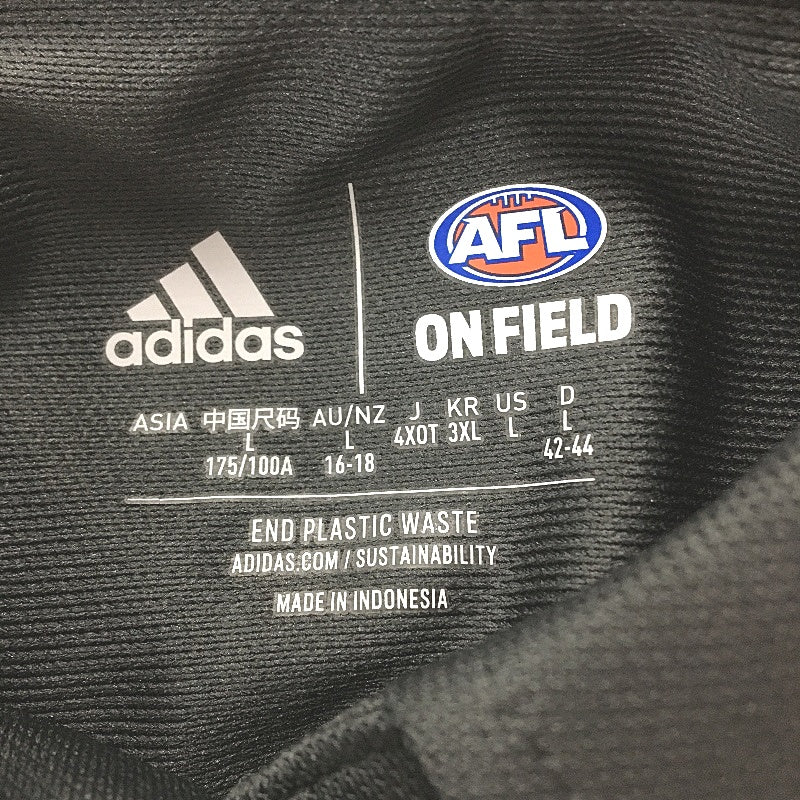 adidas
AFL
ON FIELD
ASIA 中国尺码 AU/NZ J KR US D
L L 4XOT 3XL L L
175/100A 16-18 42-44
END PLASTIC WASTE
ADIDAS.COM / SUSTAINABILITY
MADE IN INDONESIA